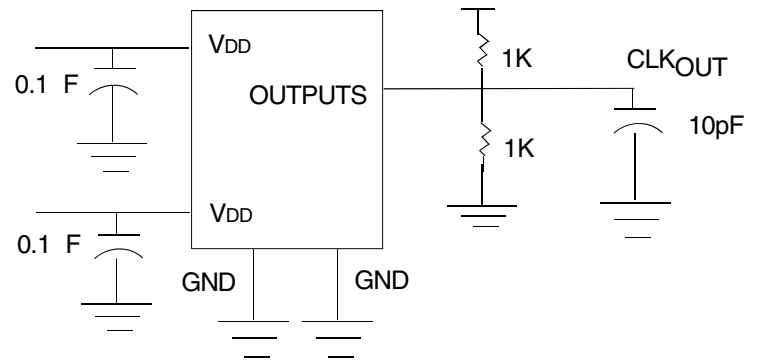 VDD
1K
CLKOUT
0.1 F
OUTPUTS
10pF
1K
VDD
0.1 F
GND
GND